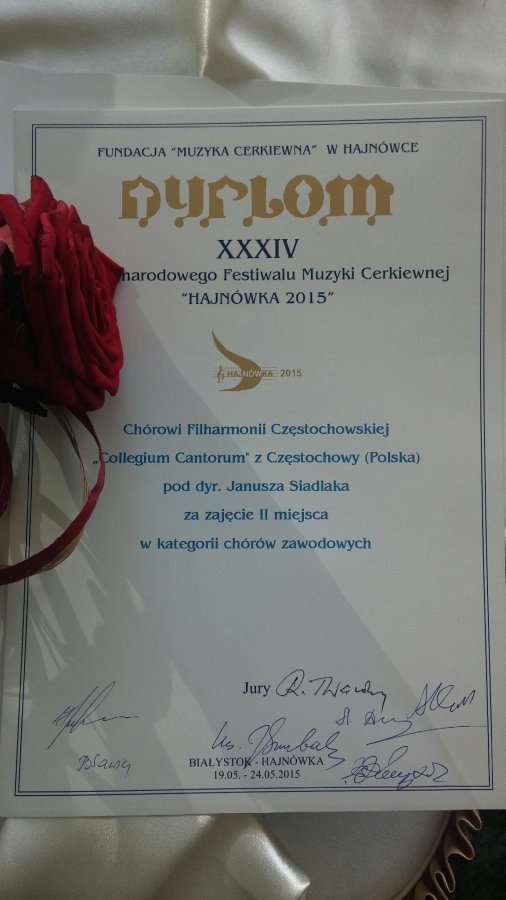 FUNDACJA "MUZYKA CERKIEWNA" W HAJNÓWCE
DYPLOM
XXXIV
narodowego Festiwalu Muzyki Cerkiewnej
"HAJNÓWKA 2015"
HAJNÓWKA 2015
Chórowi Filharmonii Częstochowskiej
„Collegium Cantorum" z Częstochowy (Polska)
pod dyr. Janusza Siadlaka
za zajęcie II miejsca
w kategorii chórów zawodowych
Jury
BIAŁYSTOK - HAJNÓWKA
19.05. - 24.05.2015